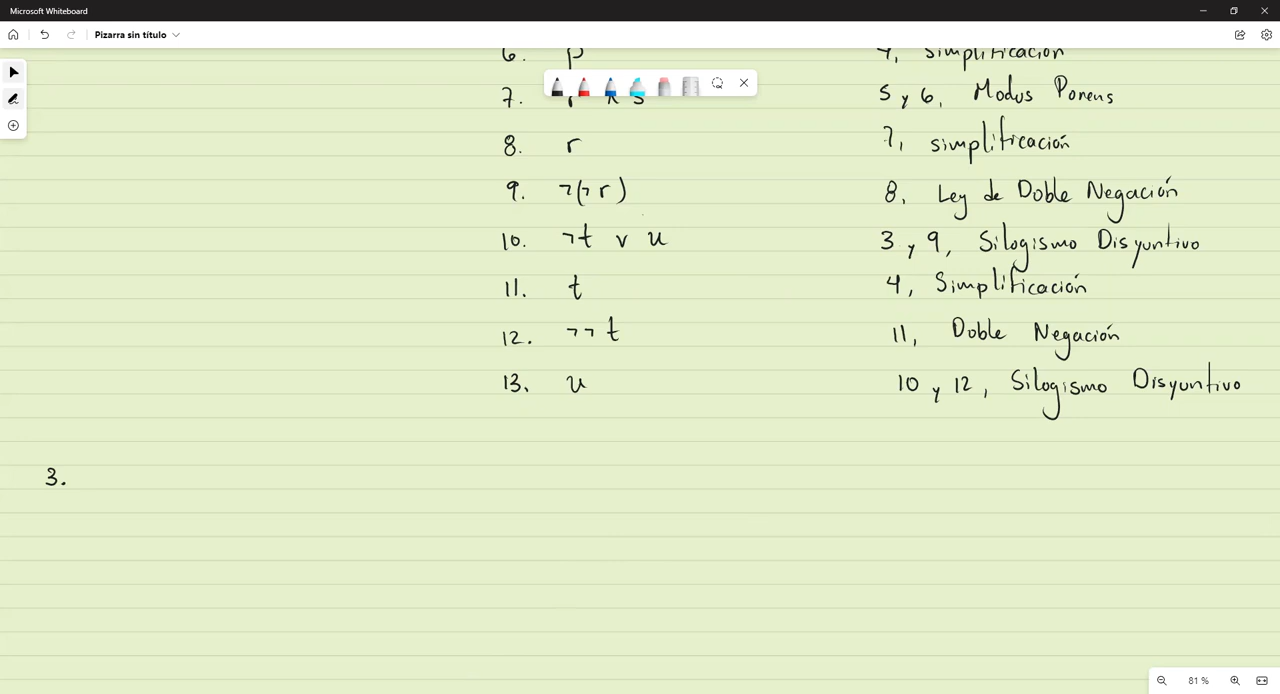 Microsoft Whiteboard
Pizarra sin título
6. p 4, simplificación
7. r ∧ s 5 y 6, Modus Ponens
8. r 7, simplificación
9. ¬(¬r) 8, Ley de Doble Negación
10. ¬t v u 3 y 9, Silogismo Disyuntivo
11. t 4, Simplificación
12. ¬¬t 11, Doble Negación
13. u 10 y 12, Silogismo Disyuntivo
3.
81 %